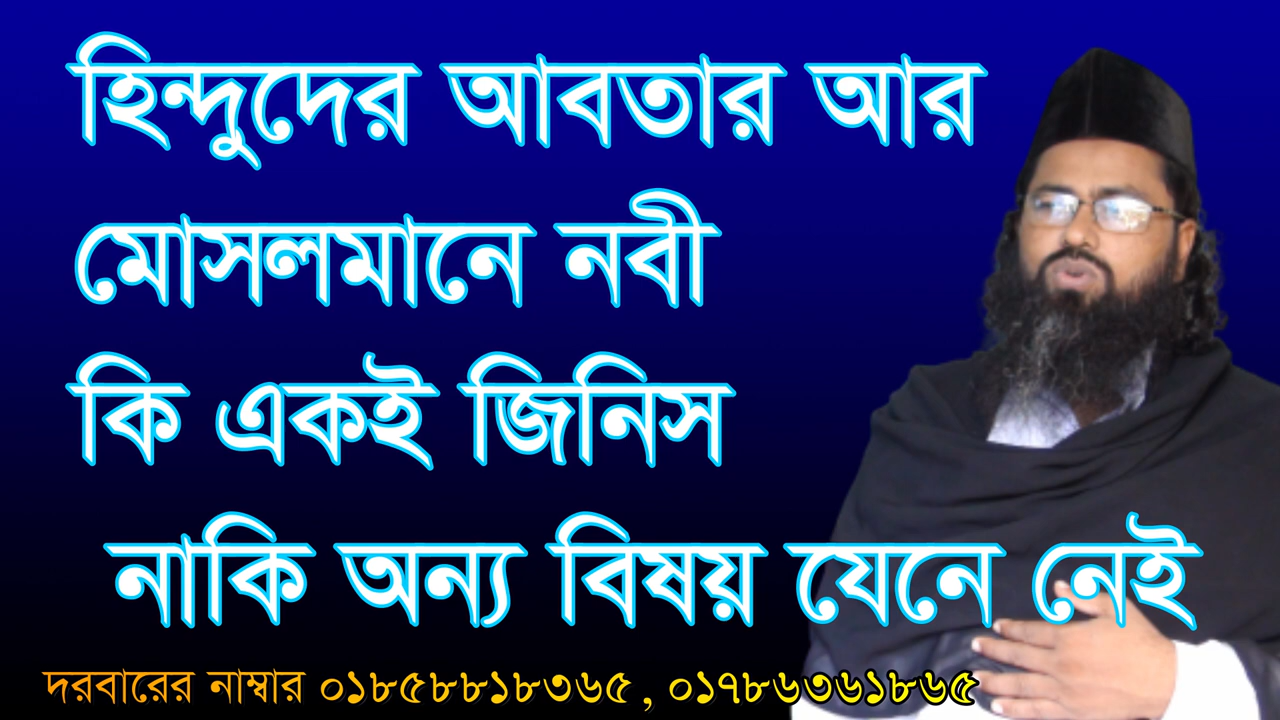 হিন্দুদের আবতার আর
মোসলমানে নবী
কি একই জিনিস
নাকি অন্য বিষয় যেনে নেই
দরবারের নাম্বার ০১৮৫৮৮১৮৩৬৫, ০১৭৮৬৩৬১৮৬৫